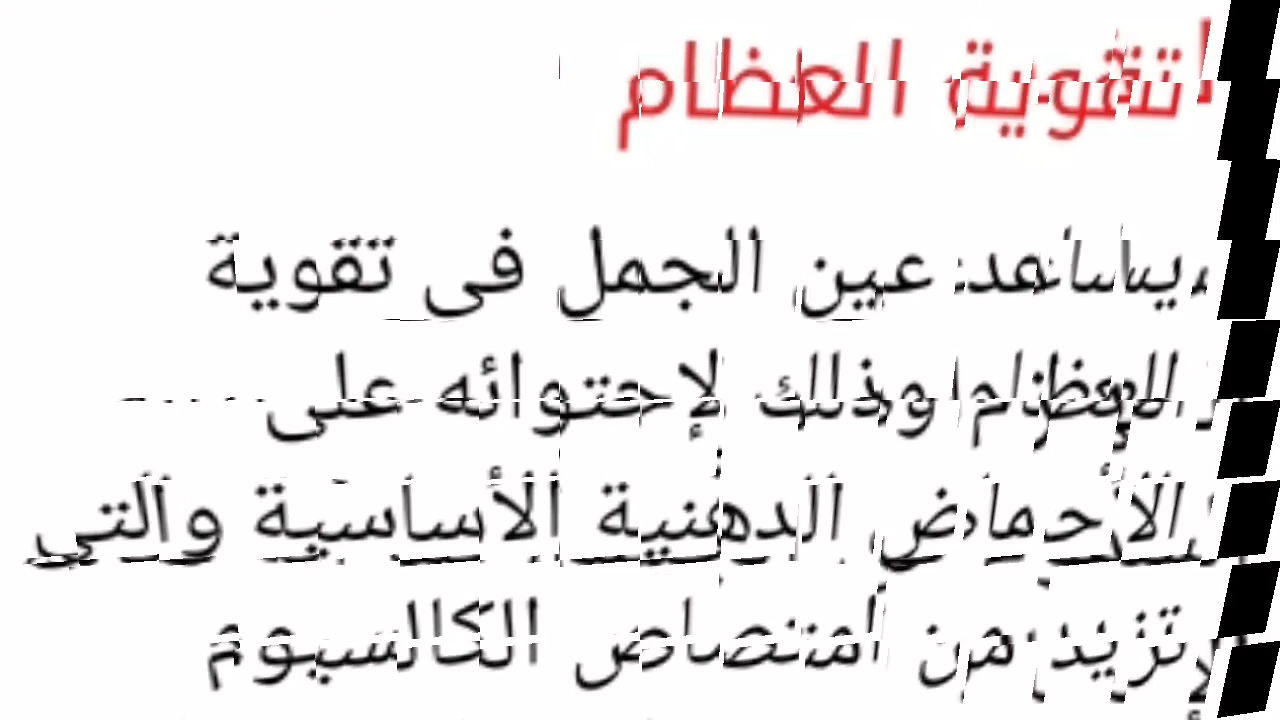 تقوية العظام
يساعد عين الجمل فى تقوية
العظام وذلك لإحتوائه على
الأحماض الدهنية الأساسية والتى
تزيد من امتصاص الكالسيوم